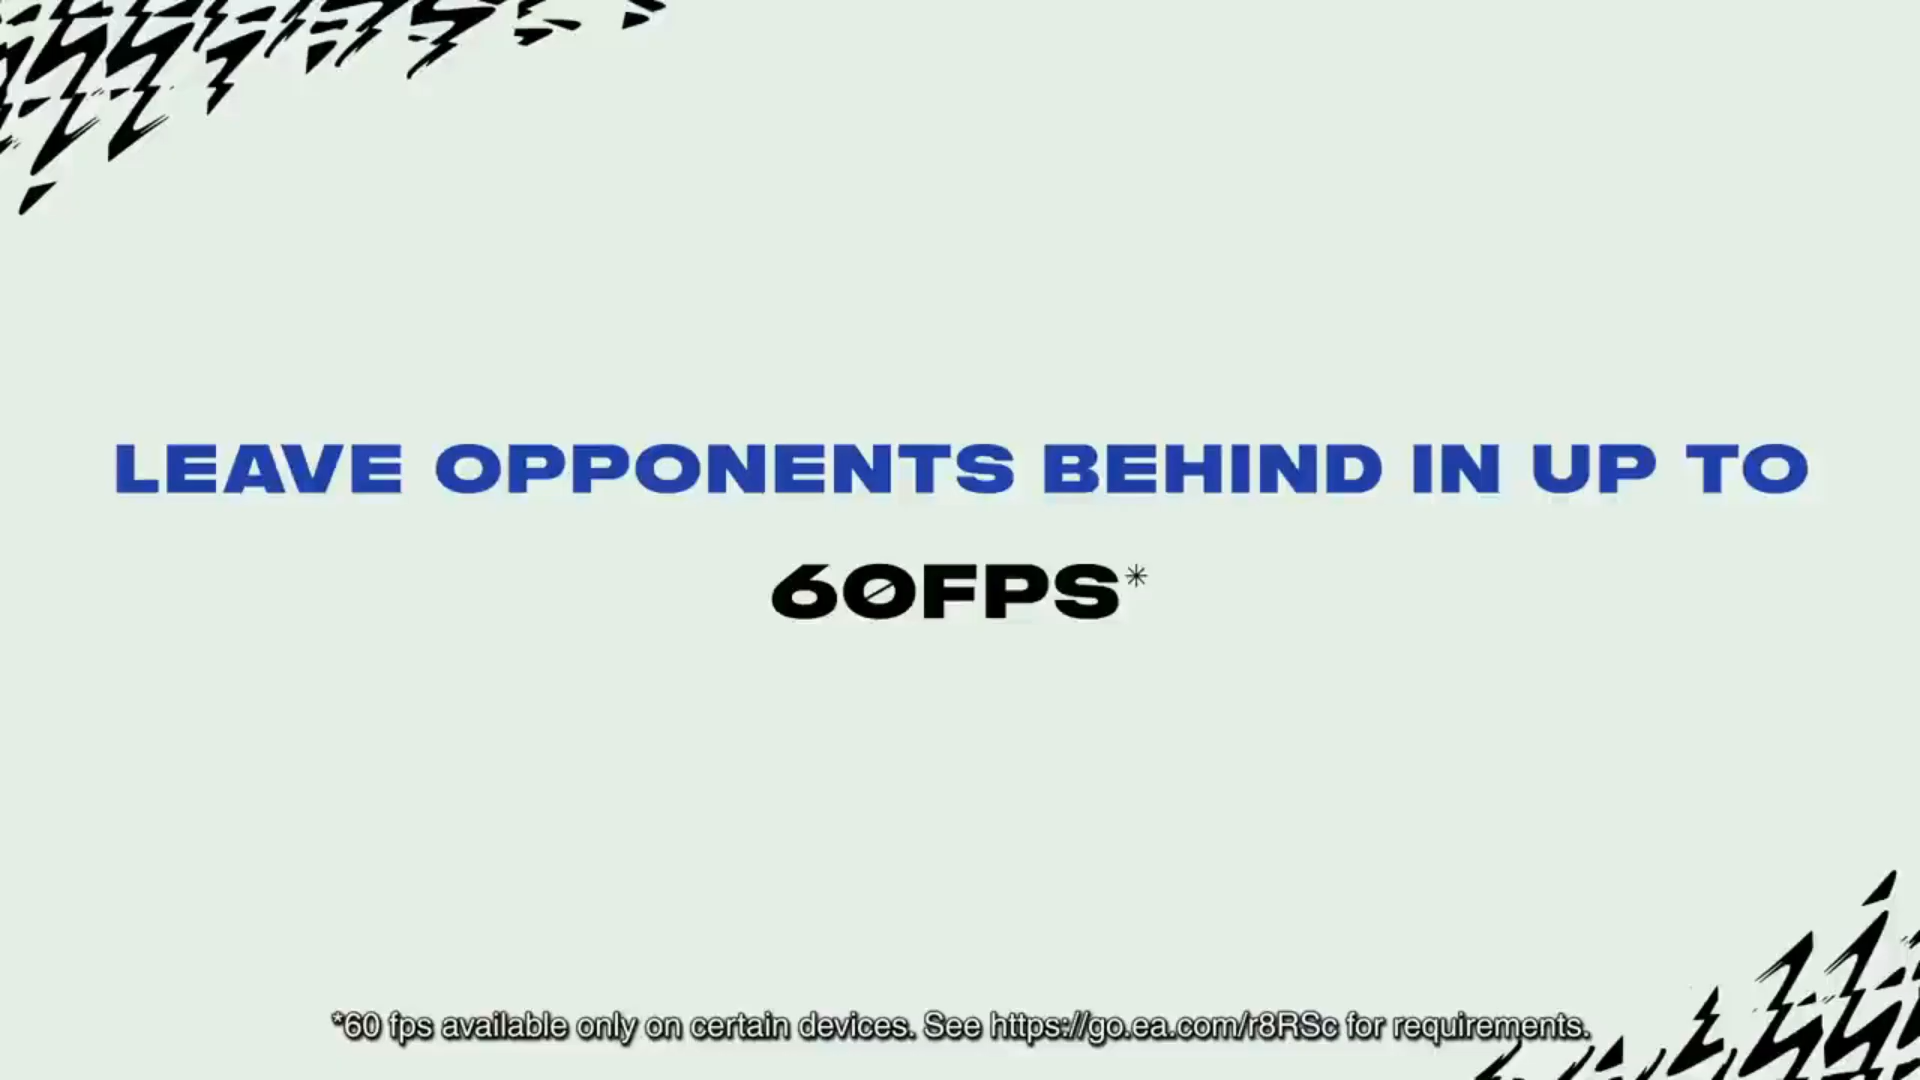 LEAVE OPPONENTS BEHIND IN UP TO
60FPS*
*60 fps available only on certain devices. See https://go.ea.com/r8RSc for requirements.